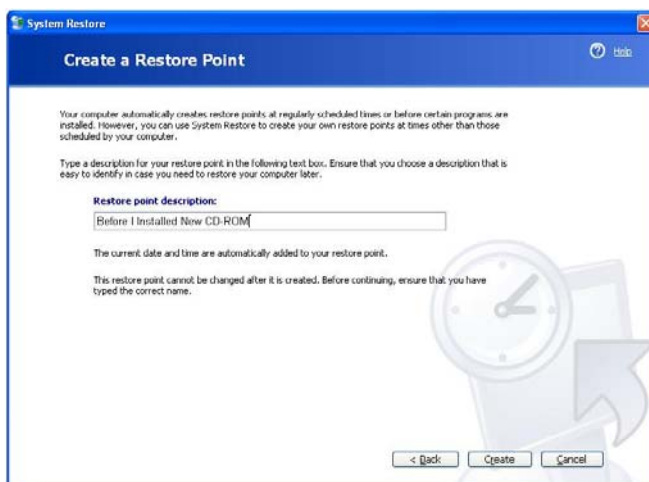 System Restore
Create a Restore Point
Help
Your computer automatically creates restore points at regularly scheduled times or before certain programs are
installed. However, you can use System Restore to create your own restore points at times other than those
scheduled by your computer.
Type a description for your restore point in the following text box. Ensure that you choose a description that is
easy to identify in case you need to restore your computer later.
Restore point description:
Before I Installed New CD-ROM
The current date and time are automatically added to your restore point.
This restore point cannot be changed after it is created. Before continuing, ensure that you have
typed the correct name.
< Back
Create
Cancel